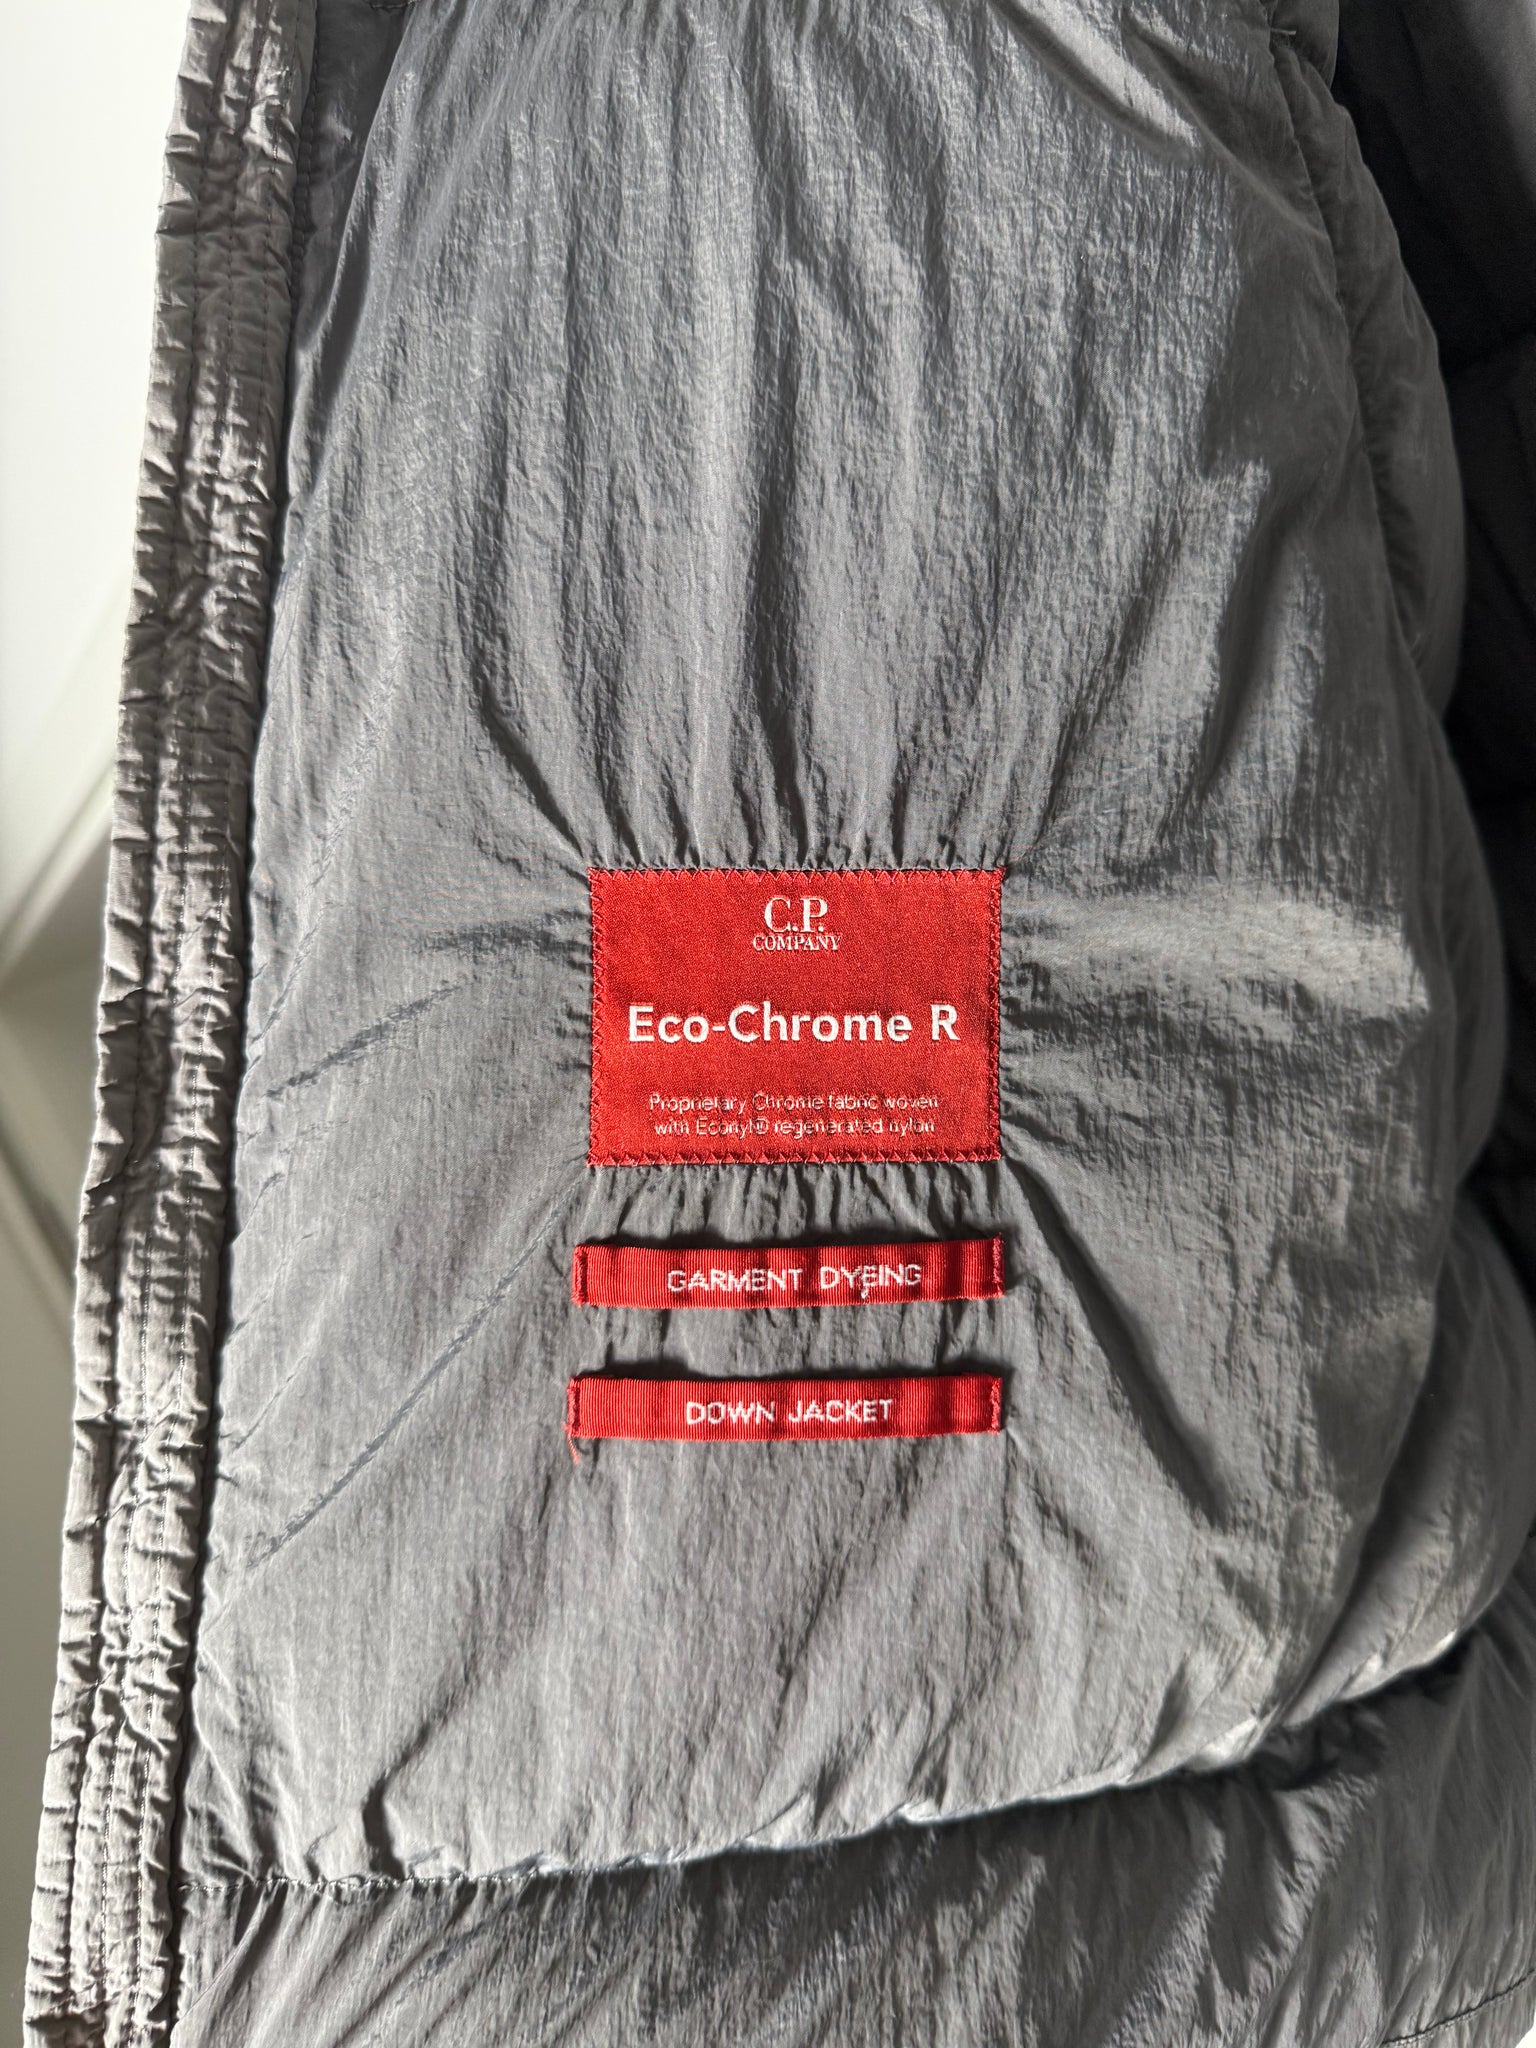 C.P.
COMPANY
Eco-Chrome R
Proprietary Chrome fabric woven
with Econyl® regenerated nylon
GARMENT DYEING
DOWN JACKET